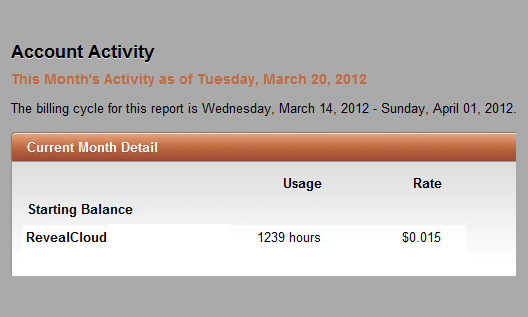 Account Activity
This Month's Activity as of Tuesday, March 20, 2012
The billing cycle for this report is Wednesday, March 14, 2012 - Sunday, April 01, 2012.
Current Month Detail
Usage Rate
Starting Balance
RevealCloud 1239 hours $0.015